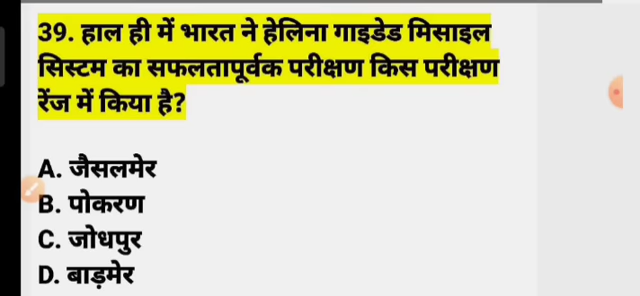 39. हाल ही में भारत ने हेलिना गाइडेड मिसाइल
सिस्टम का सफलतापूर्वक परीक्षण किस परीक्षण
रेंज में किया है?
A. जैसलमेर
B. पोकरण
C. जोधपुर
D. बाड़मेर